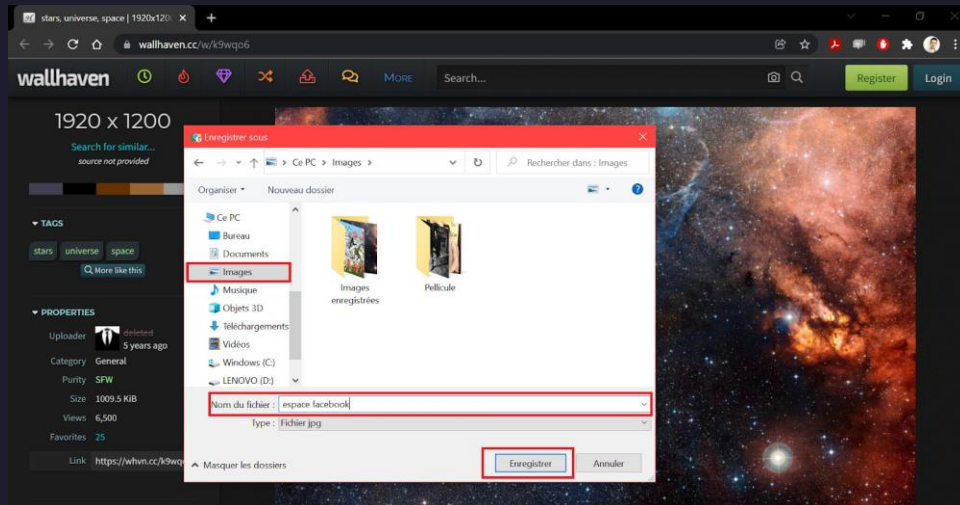 stars, universe, space | 1920x120
wallhaven.cc/w/k9wqo6
wallhaven MORE Search... Register Login
1920 x 1200
Search for similar...
source not provided
TAGS
stars universe space
More like this
PROPERTIES
Uploader deleted
5 years ago
Category General
Purity SFW
Size 1009.5 KiB
Views 6,500
Favorites 25
Link https://whvn.cc/k9wq
Enregistrer sous
Ce PC > Images > Rechercher dans : Images
Organiser Nouveau dossier
Ce PC
Bureau
Documents
Images
Musique
Objets 3D
Téléchargements
Vidéos
Windows (C:)
LENOVO (D:)
Images
enregistrées
Pellicule
Nom du fichier : espace facebook
Type : Fichier jpg
Masquer les dossiers Enregistrer Annuler